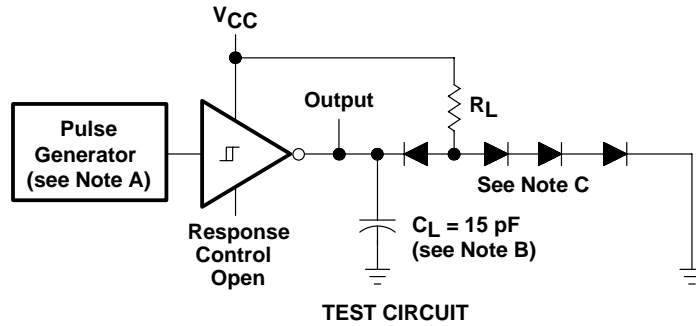 VCC
Output
RL
Pulse
Generator
(see Note A)
See Note C
Response
Control
Open
CL = 15 pF
(see Note B)
TEST CIRCUIT